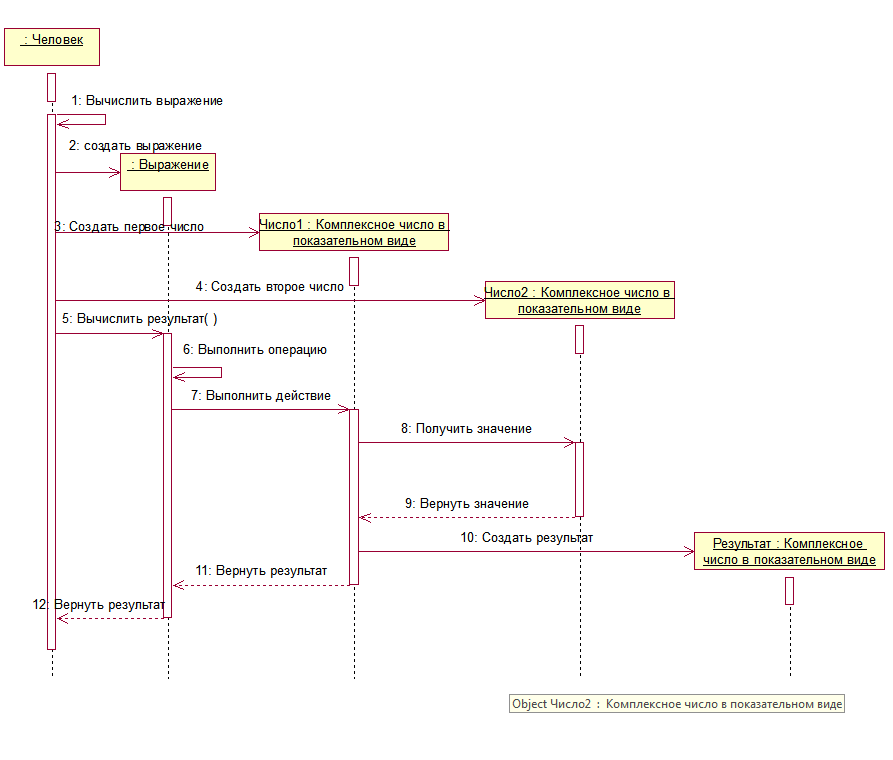 : Человек
1: Вычислить выражение
2: создать выражение
: Выражение
3: Создать первое число
Число1 : Комплексное число в
показательном виде
4: Создать второе число
Число2 : Комплексное число в
показательном виде
5: Вычислить результат( )
6: Выполнить операцию
7: Выполнить действие
8: Получить значение
9: Вернуть значение
10: Создать результат
Результат : Комплексное
число в показательном виде
11: Вернуть результат
12: Вернуть результат
Object Число2 : Комплексное число в показательном виде